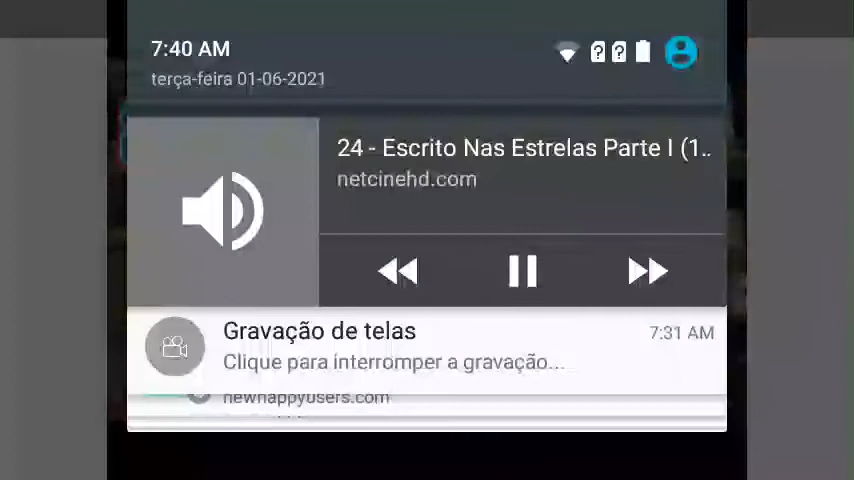 7:40 AM
terça-feira 01-06-2021
24 - Escrito Nas Estrelas Parte I (1..
netcinehd.com
Gravação de telas
7:31 AM
Clique para interromper a gravação...
newhappyusers.com